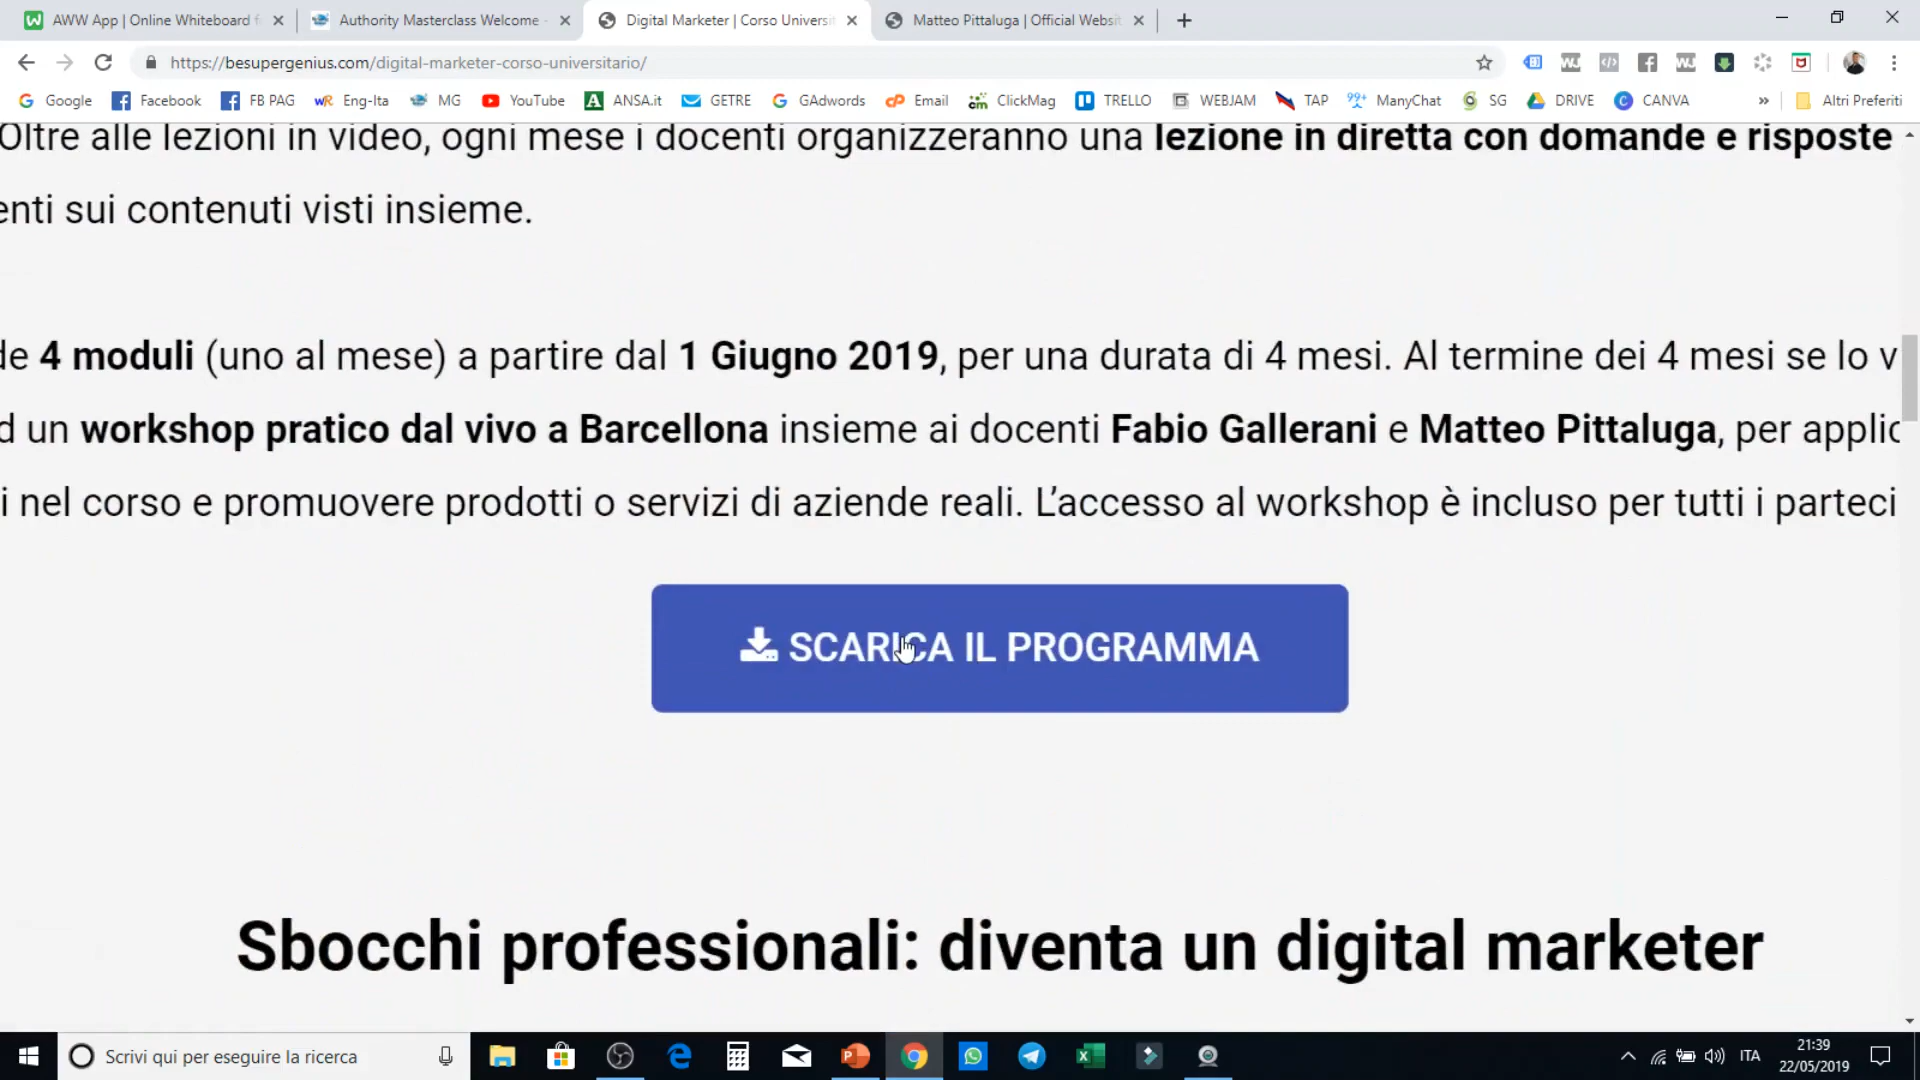 AWW App | Online Whiteboard f
Authority Masterclass Welcome -
Digital Marketer | Corso Universit
Matteo Pittaluga | Official Websit
https://besupergenius.com/digital-marketer-corso-universitario/
Google Facebook FB PAG Eng-Ita MG YouTube ANSA.it GETRE GAdwords Email ClickMag TRELLO WEBJAM TAP ManyChat SG DRIVE CANVA » Altri Preferiti
Oltre alle lezioni in video, ogni mese i docenti organizzeranno una lezione in diretta con domande e risposte
enti sui contenuti visti insieme.
de 4 moduli (uno al mese) a partire dal 1 Giugno 2019, per una durata di 4 mesi. Al termine dei 4 mesi se lo v
d un workshop pratico dal vivo a Barcellona insieme ai docenti Fabio Gallerani e Matteo Pittaluga, per applic
i nel corso e promuovere prodotti o servizi di aziende reali. L’accesso al workshop è incluso per tutti i parteci
SCARICA IL PROGRAMMA
Sbocchi professionali: diventa un digital marketer
Scrivi qui per eseguire la ricerca
ITA
21:39
22/05/2019